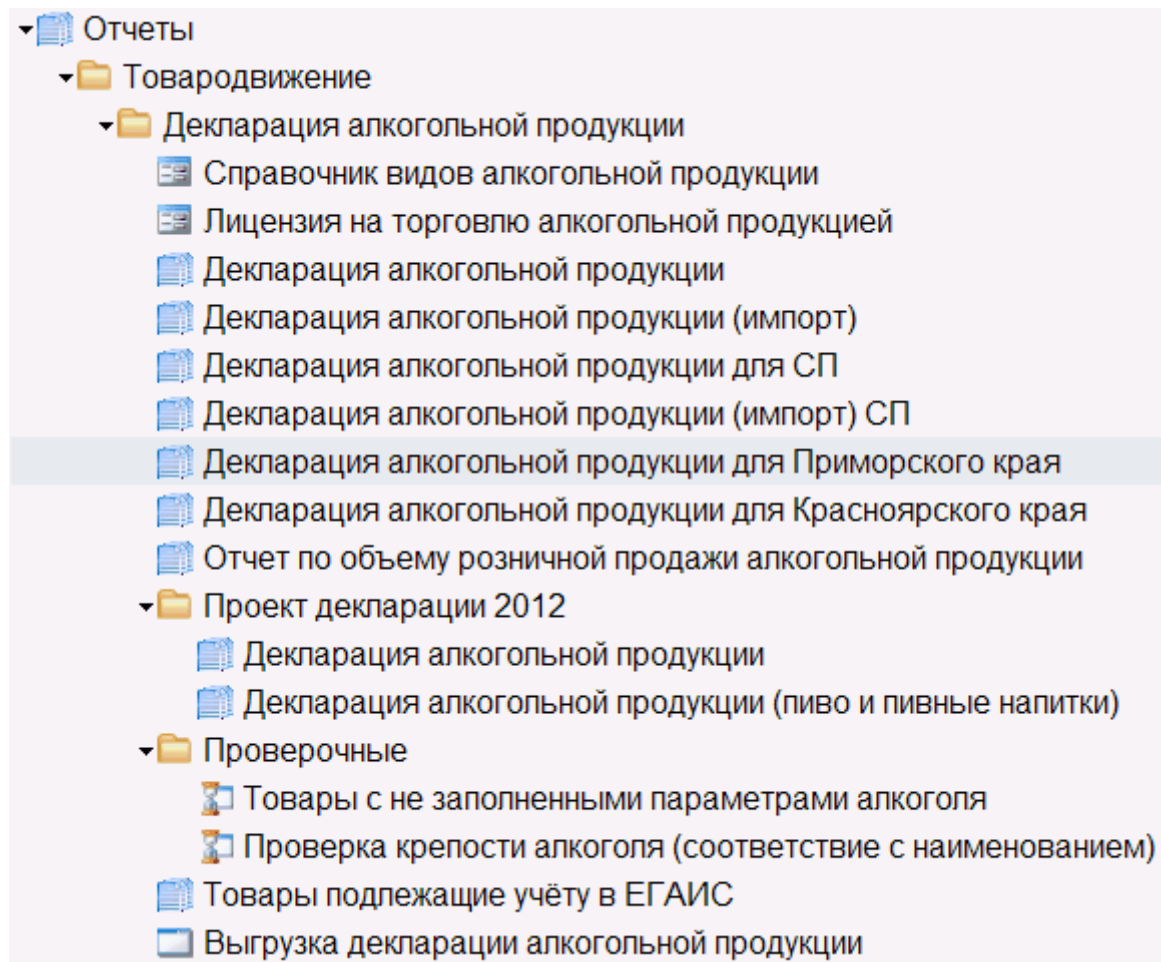 Отчеты
Товародвижение
Декларация алкогольной продукции
Справочник видов алкогольной продукции
Лицензия на торговлю алкогольной продукцией
Декларация алкогольной продукции
Декларация алкогольной продукции (импорт)
Декларация алкогольной продукции для СП
Декларация алкогольной продукции (импорт) СП
Декларация алкогольной продукции для Приморского края
Декларация алкогольной продукции для Красноярского края
Отчет по объему розничной продажи алкогольной продукции
Проект декларации 2012
Декларация алкогольной продукции
Декларация алкогольной продукции (пиво и пивные напитки)
Проверочные
Товары с не заполненными параметрами алкоголя
Проверка крепости алкоголя (соответствие с наименованием)
Товары подлежащие учёту в ЕГАИС
Выгрузка декларации алкогольной продукции